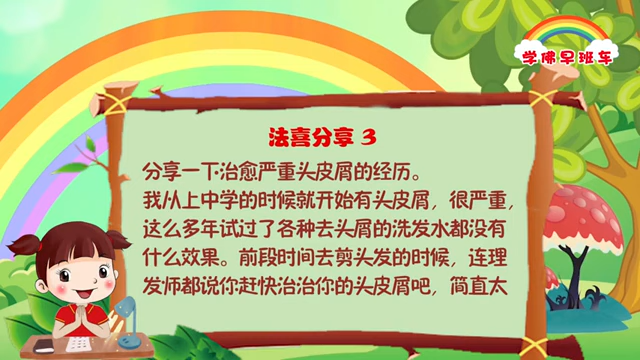 学佛早班车
法喜分享 3
分享一下治愈严重头皮屑的经历。
我从上中学的时候就开始有头皮屑，很严重，
这么多年试过了各种去头屑的洗发水都没有
什么效果。前段时间去剪头发的时候，连理
发师都说你赶快治治你的头皮屑吧，简直太